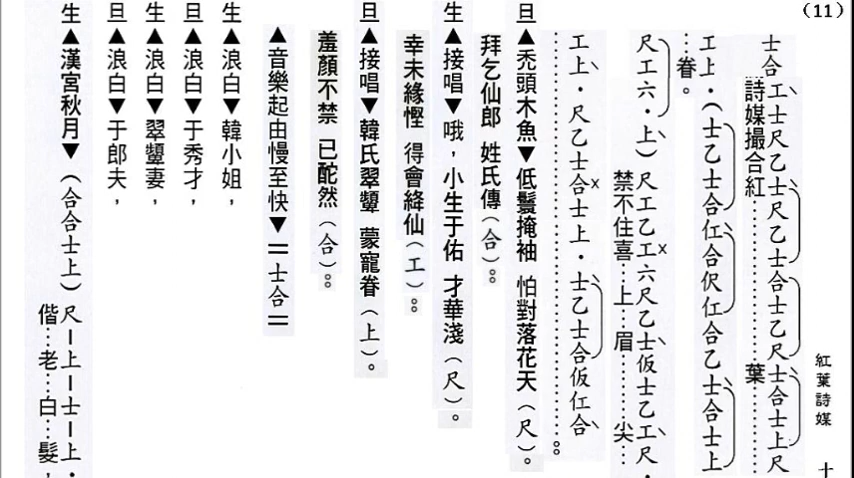 (11)
紅葉詩媒 十
士合工、士尺乙士尺乙士合士乙尺士合士上尺
詩媒撮合紅……葉……
工上．（士乙士合仁合伬仁合乙士合士上
…眷。
尺工六．上、）尺工乙工六尺乙士仮士乙工尺．
禁不住喜…上…眉………尖…
工上、．尺乙士合士上．士乙士合仮仁合、
………。
旦▲禿頭木魚▼低鬟掩袖 怕對落花天（尺）。
拜乞仙郎 姓氏傳（合）。
生▲接唱▼哦，小生于佑 才華淺（尺）。
幸未緣慳 得會絳仙（工）。
旦▲接唱▼韓氏翠顰 蒙寵眷（上）。
羞顏不禁 已酡然（合）。
▲音樂起由慢至快▼＝士合＝
生▲浪白▼韓小姐，
旦▲浪白▼于秀才，
生▲浪白▼翠顰妻，
旦▲浪白▼于郎夫，
生▲漢宮秋月▼（合合士上）尺－上－士－上．
偕…老…白…髮，